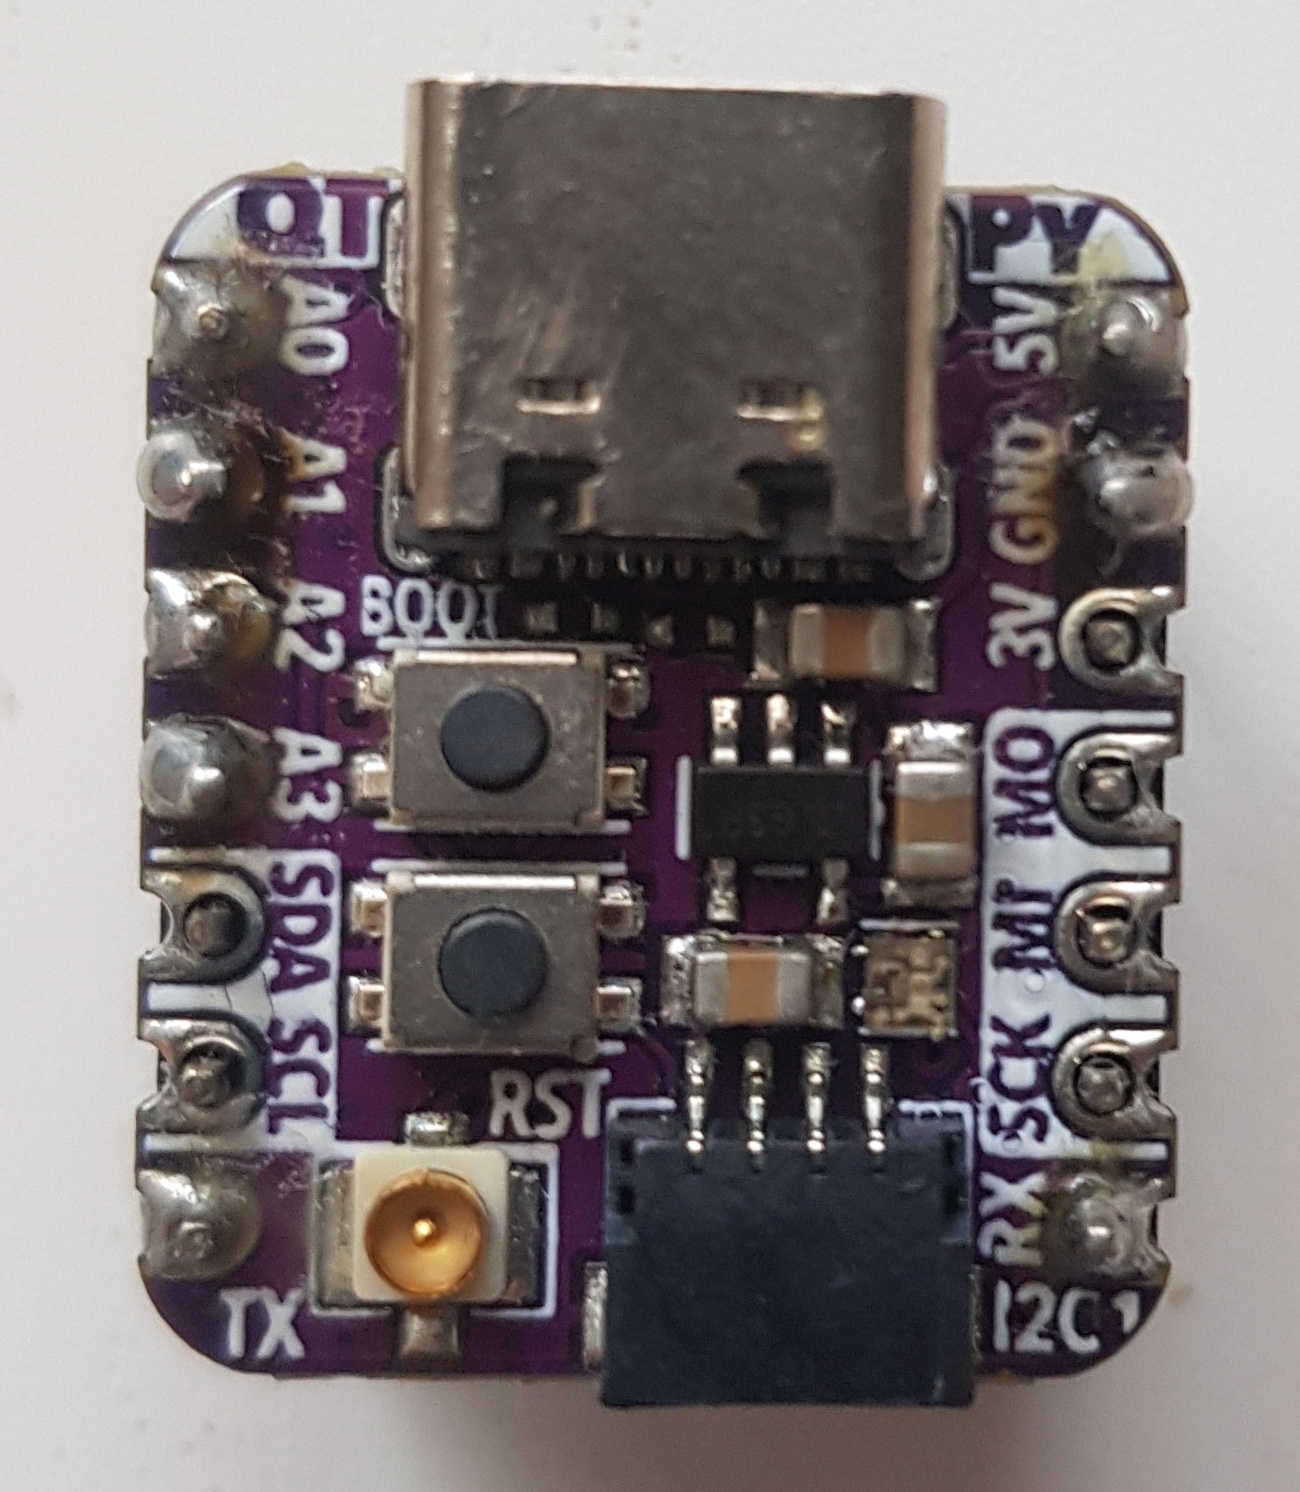 QT PY
A0
A1
A2
A3
SDA
SCL
TX
BOOT
RST
5V
GND
3V
MO
MI
SCK
RX
I2C1